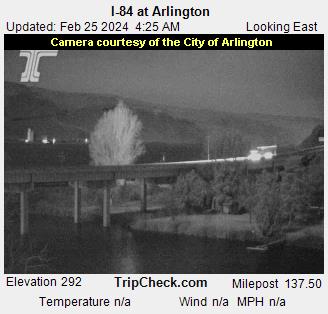 I-84 at Arlington
Updated: Feb 25 2024 4:25 AM Looking East
Camera courtesy of the City of Arlington
Elevation 292 TripCheck.com Milepost 137.50
Temperature n/a Wind n/a MPH n/a